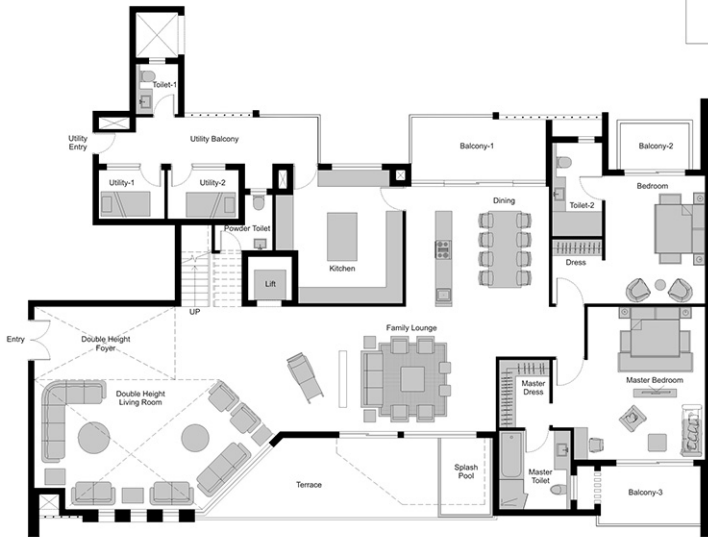 Toilet-1
Utility
Entry
Utility Balcony
Balcony-1
Balcony-2
Utility-1
Utility-2
Bedroom
Dining
Toilet-2
Powder Toilet
Kitchen
Dress
Lift
UP
Entry
Double Height
Foyer
Family Lounge
Master
Dress
Master Bedroom
Double Height
Living Room
Terrace
Splash
Pool
Master
Toilet
Balcony-3